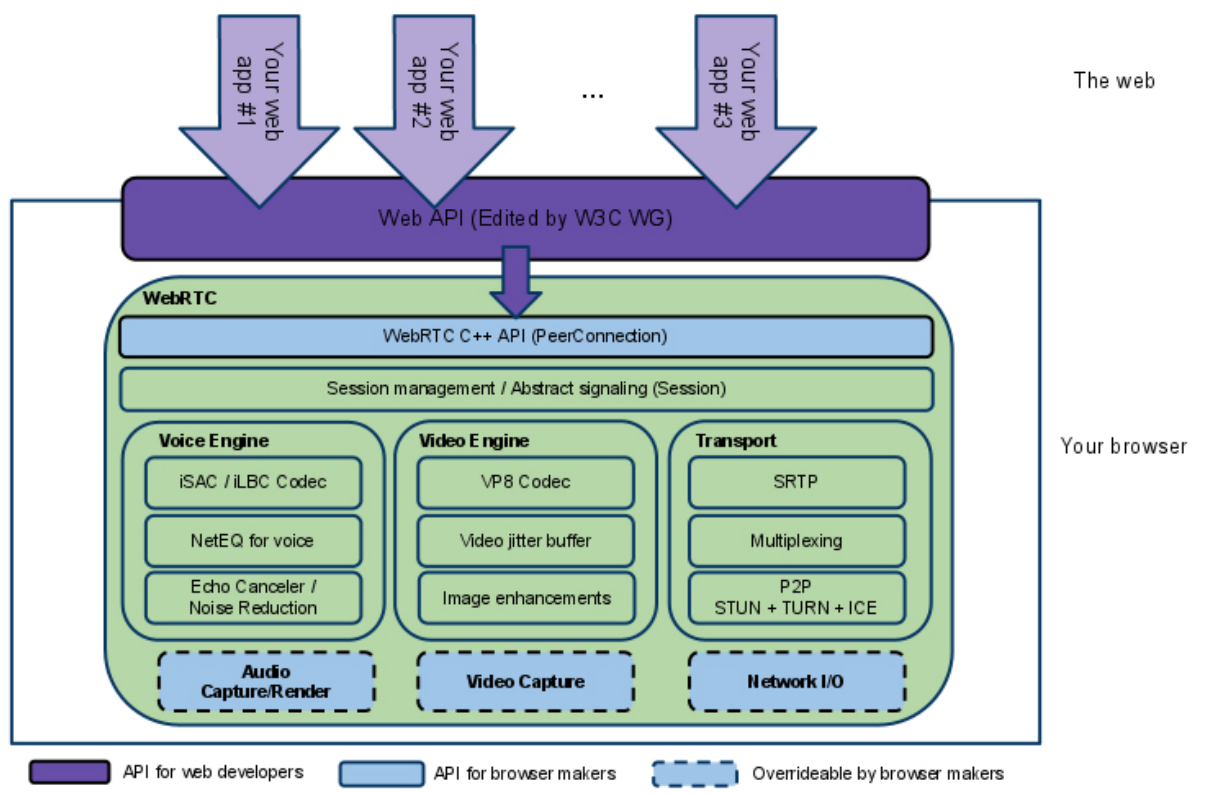 Your web
app #1
Your web
app #2
...
Your web
app #3
The web
Web API (Edited by W3C WG)
WebRTC
WebRTC C++ API (PeerConnection)
Session management / Abstract signaling (Session)
Your browser
Voice Engine
iSAC / iLBC Codec
NetEQ for voice
Echo Canceler /
Noise Reduction
Video Engine
VP8 Codec
Video jitter buffer
Image enhancements
Transport
SRTP
Multiplexing
P2P
STUN + TURN + ICE
Audio
Capture/Render
Video Capture
Network I/O
API for web developers
API for browser makers
Overrideable by browser makers